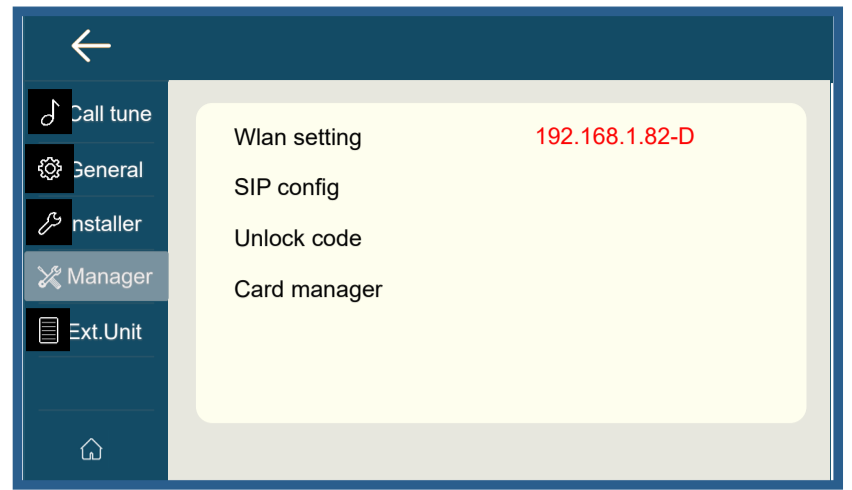 Call tune
General
nstaller
Manager
Ext.Unit
Wlan setting 192.168.1.82-D
SIP config
Unlock code
Card manager